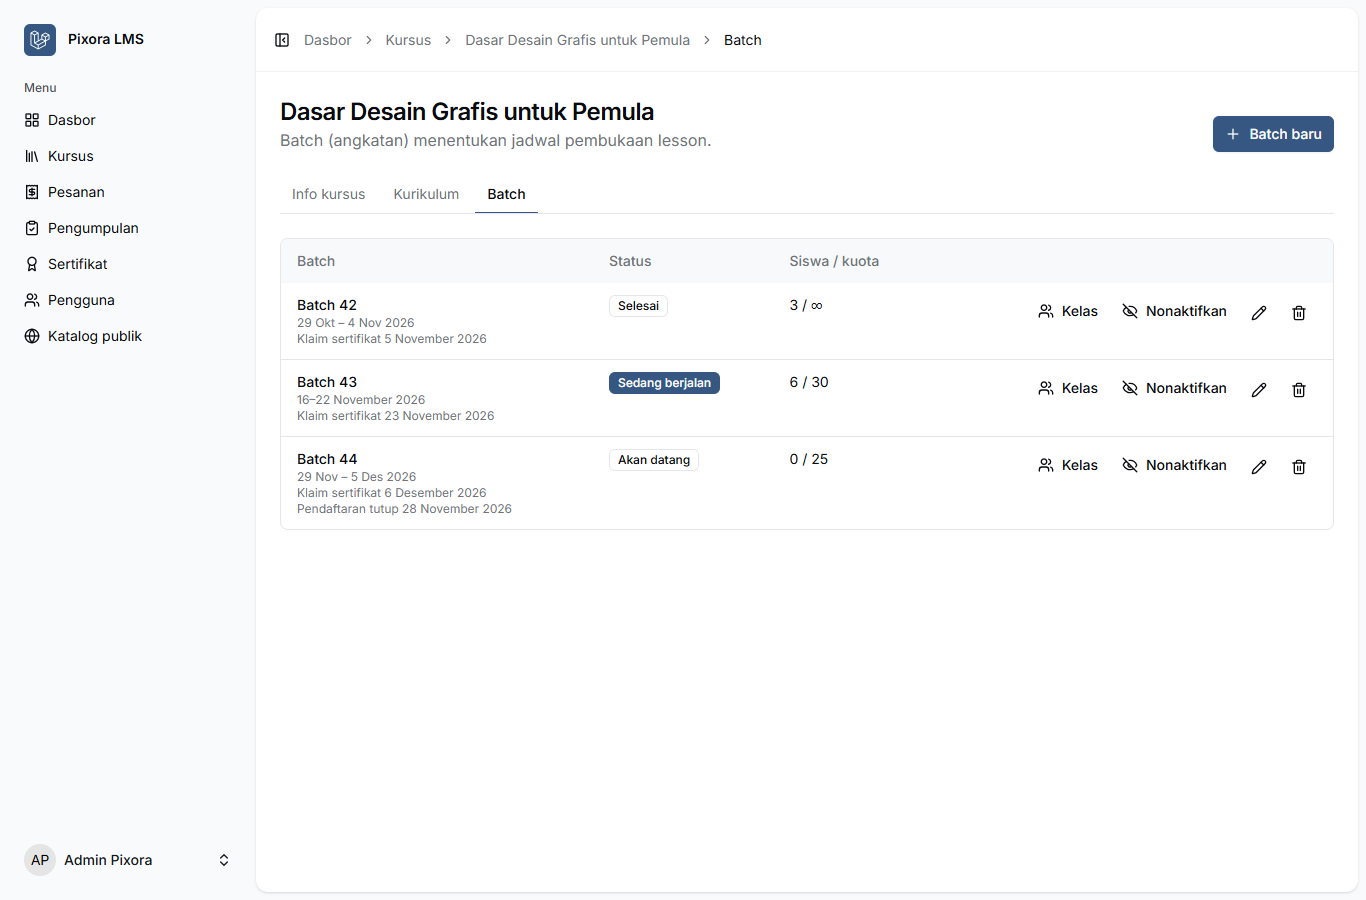 Pixora LMS
Menu
Dasbor
Kursus
Pesanan
Pengumpulan
Sertifikat
Pengguna
Katalog publik
AP Admin Pixora
Dasbor Kursus Dasar Desain Grafis untuk Pemula Batch
Dasar Desain Grafis untuk Pemula
Batch (angkatan) menentukan jadwal pembukaan lesson.
+ Batch baru
Info kursus Kurikulum Batch
Batch Status Siswa / kuota
Batch 42 Selesai 3 / ∞ Kelas Nonaktifkan
29 Okt – 4 Nov 2026
Klaim sertifikat 5 November 2026
Batch 43 Sedang berjalan 6 / 30 Kelas Nonaktifkan
16–22 November 2026
Klaim sertifikat 23 November 2026
Batch 44 Akan datang 0 / 25 Kelas Nonaktifkan
29 Nov – 5 Des 2026
Klaim sertifikat 6 Desember 2026
Pendaftaran tutup 28 November 2026